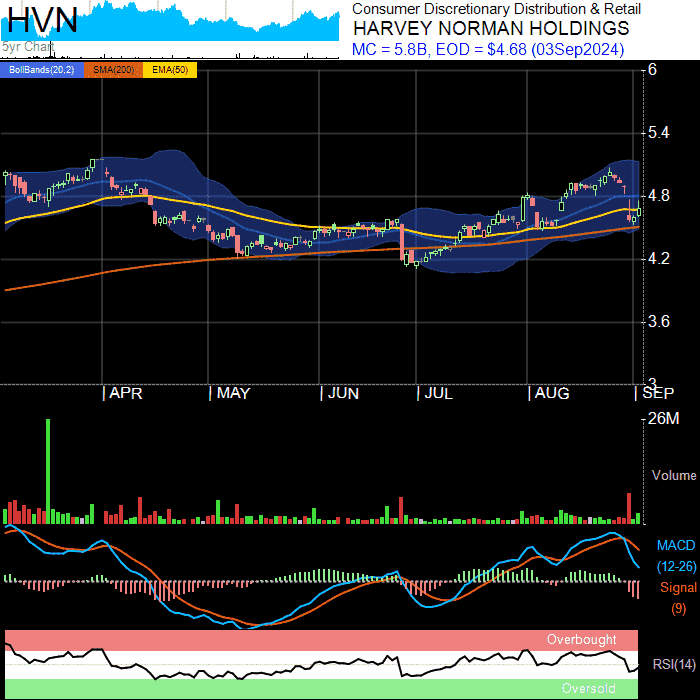 HVN
5yr Chart
Consumer Discretionary Distribution & Retail
HARVEY NORMAN HOLDINGS
MC = 5.8B, EOD = $4.68 (03Sep2024)
BollBands(20,2) SMA(200) EMA(50)
6
5.4
4.8
4.2
3.6
3
APR MAY JUN JUL AUG SEP
26M
Volume
MACD
(12-26)
Signal
(9)
Overbought
RSI(14)
Oversold